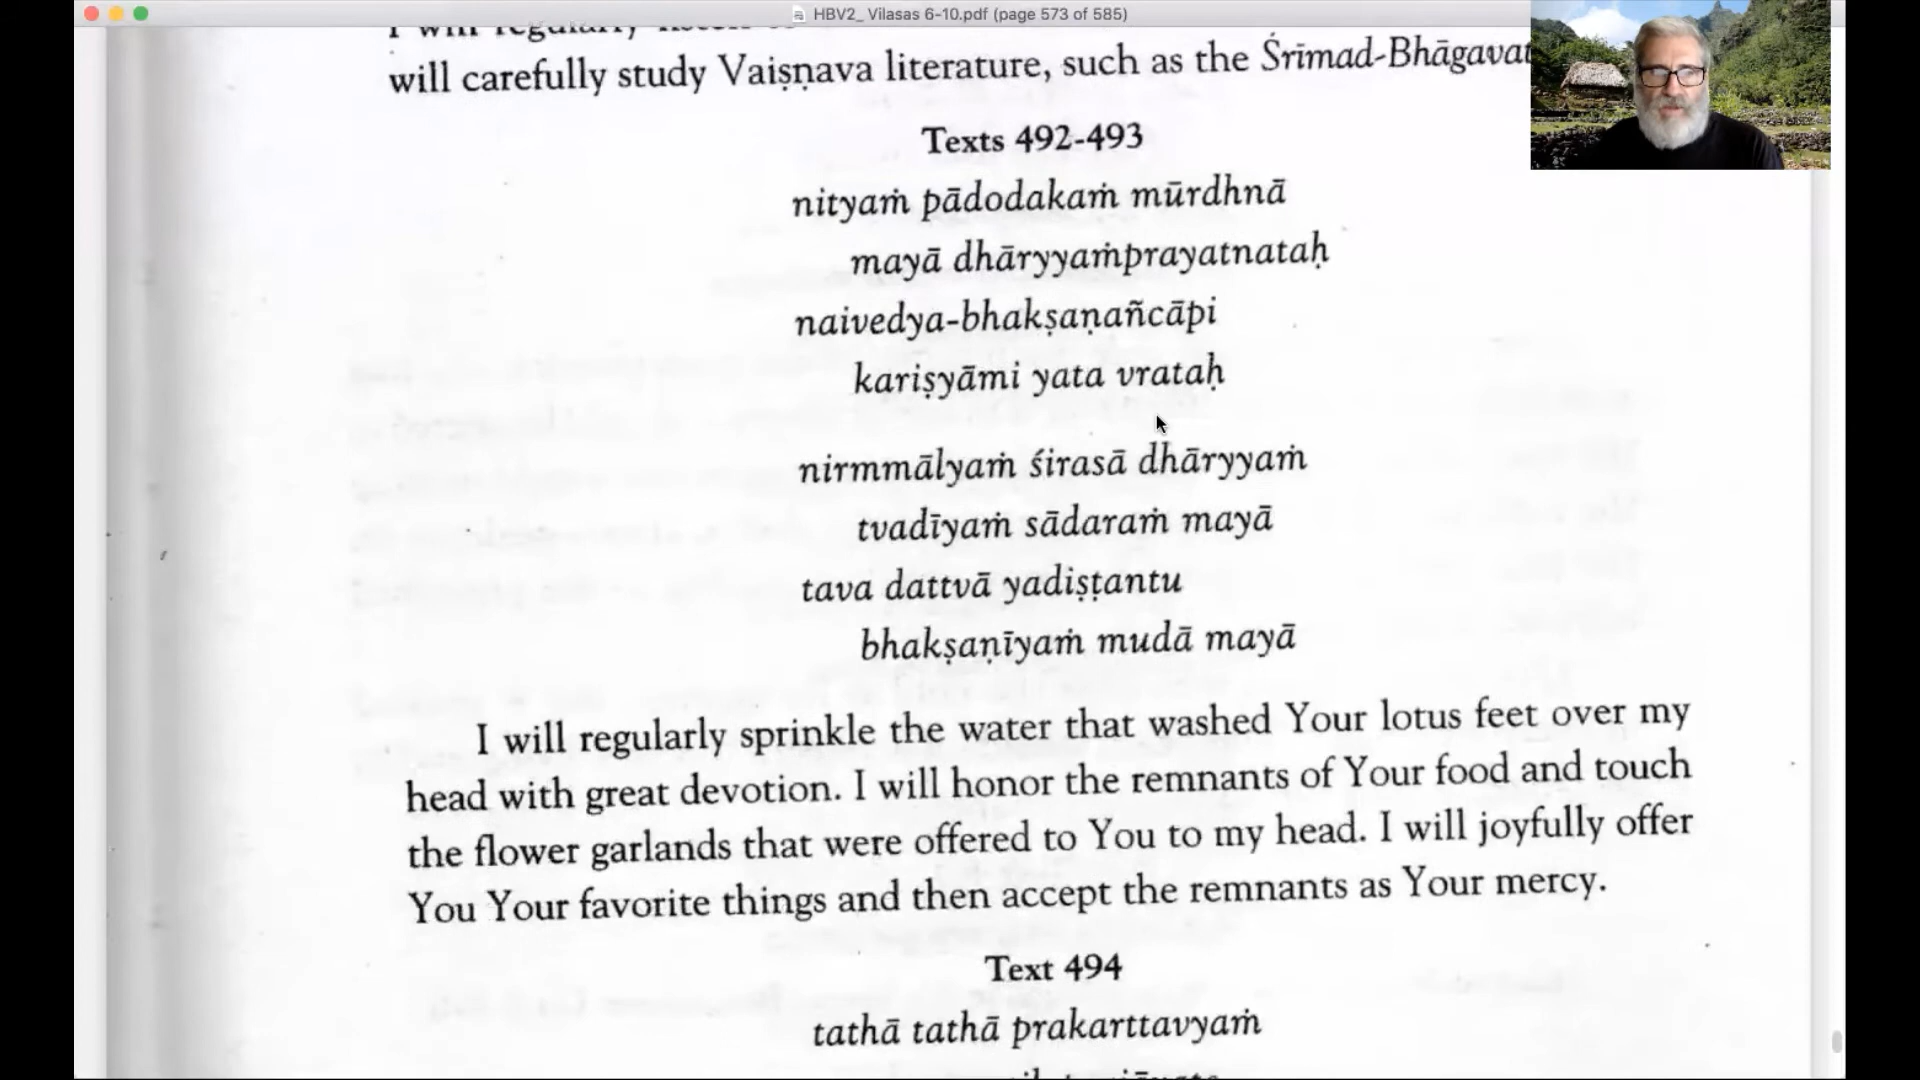 HBV2_ Vilasas 6-10.pdf (page 573 of 585)
I will regularly
will carefully study Vaiṣṇava literature, such as the Śrīmad-Bhāgavat
Texts 492-493
nityaṁ pādodakaṁ mūrdhnā
mayā dhāryyaṁprayatnataḥ
naivedya-bhakṣaṇañcāpi
kariṣyāmi yata vrataḥ
nirmmālyaṁ śirasā dhāryyaṁ
tvadīyaṁ sādaraṁ mayā
tava dattvā yadiṣṭantu
bhakṣaṇīyaṁ mudā mayā
I will regularly sprinkle the water that washed Your lotus feet over my
head with great devotion. I will honor the remnants of Your food and touch
the flower garlands that were offered to You to my head. I will joyfully offer
You Your favorite things and then accept the remnants as Your mercy.
Text 494
tathā tathā prakarttavyaṁ